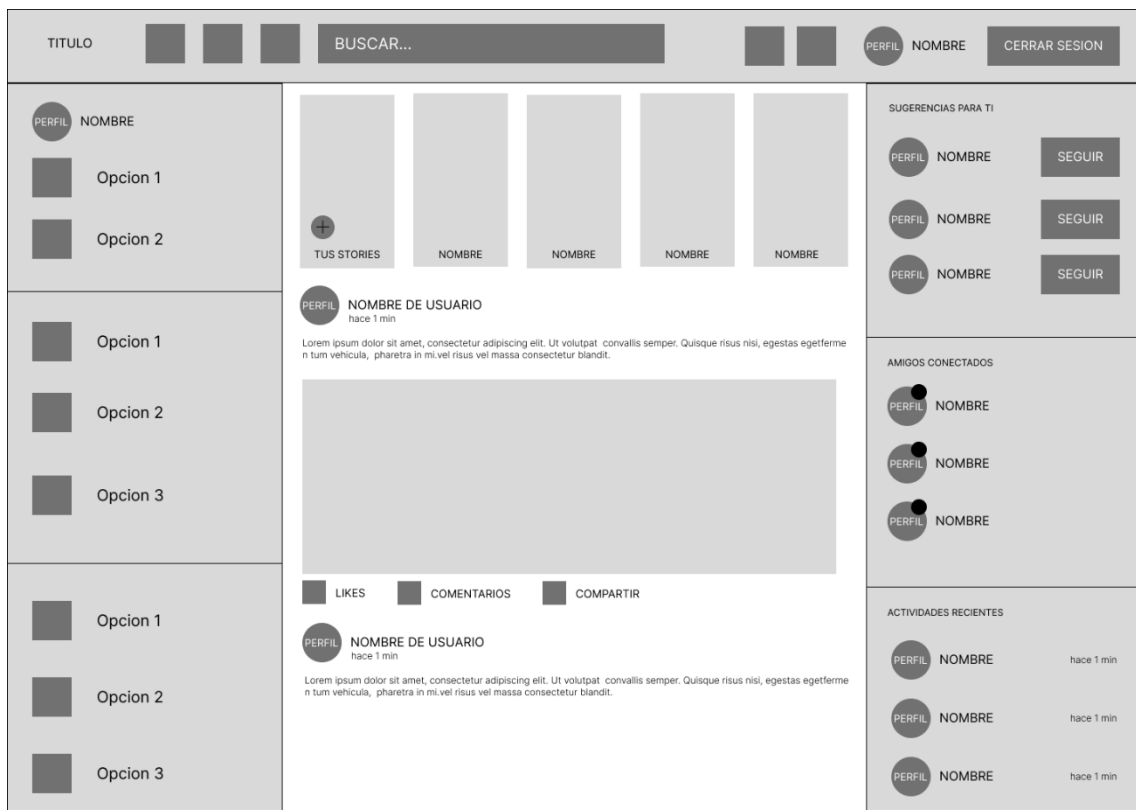 TITULO
BUSCAR...
PERFIL NOMBRE
CERRAR SESION
PERFIL NOMBRE
Opcion 1
Opcion 2
Opcion 1
Opcion 2
Opcion 3
Opcion 1
Opcion 2
Opcion 3
+
TUS STORIES
NOMBRE
NOMBRE
NOMBRE
NOMBRE
PERFIL NOMBRE DE USUARIO
hace 1 min
Lorem ipsum dolor sit amet, consectetur adipiscing elit. Ut volutpat convallis semper. Quisque risus nisi, egestas egetferme
n tum vehicula, pharetra in mi.vel risus vel massa consectetur blandit.
LIKES
COMENTARIOS
COMPARTIR
PERFIL NOMBRE DE USUARIO
hace 1 min
Lorem ipsum dolor sit amet, consectetur adipiscing elit. Ut volutpat convallis semper. Quisque risus nisi, egestas egetferme
n tum vehicula, pharetra in mi.vel risus vel massa consectetur blandit.
SUGERENCIAS PARA TI
PERFIL NOMBRE SEGUIR
PERFIL NOMBRE SEGUIR
PERFIL NOMBRE SEGUIR
AMIGOS CONECTADOS
PERFIL NOMBRE
PERFIL NOMBRE
PERFIL NOMBRE
ACTIVIDADES RECIENTES
PERFIL NOMBRE hace 1 min
PERFIL NOMBRE hace 1 min
PERFIL NOMBRE hace 1 min